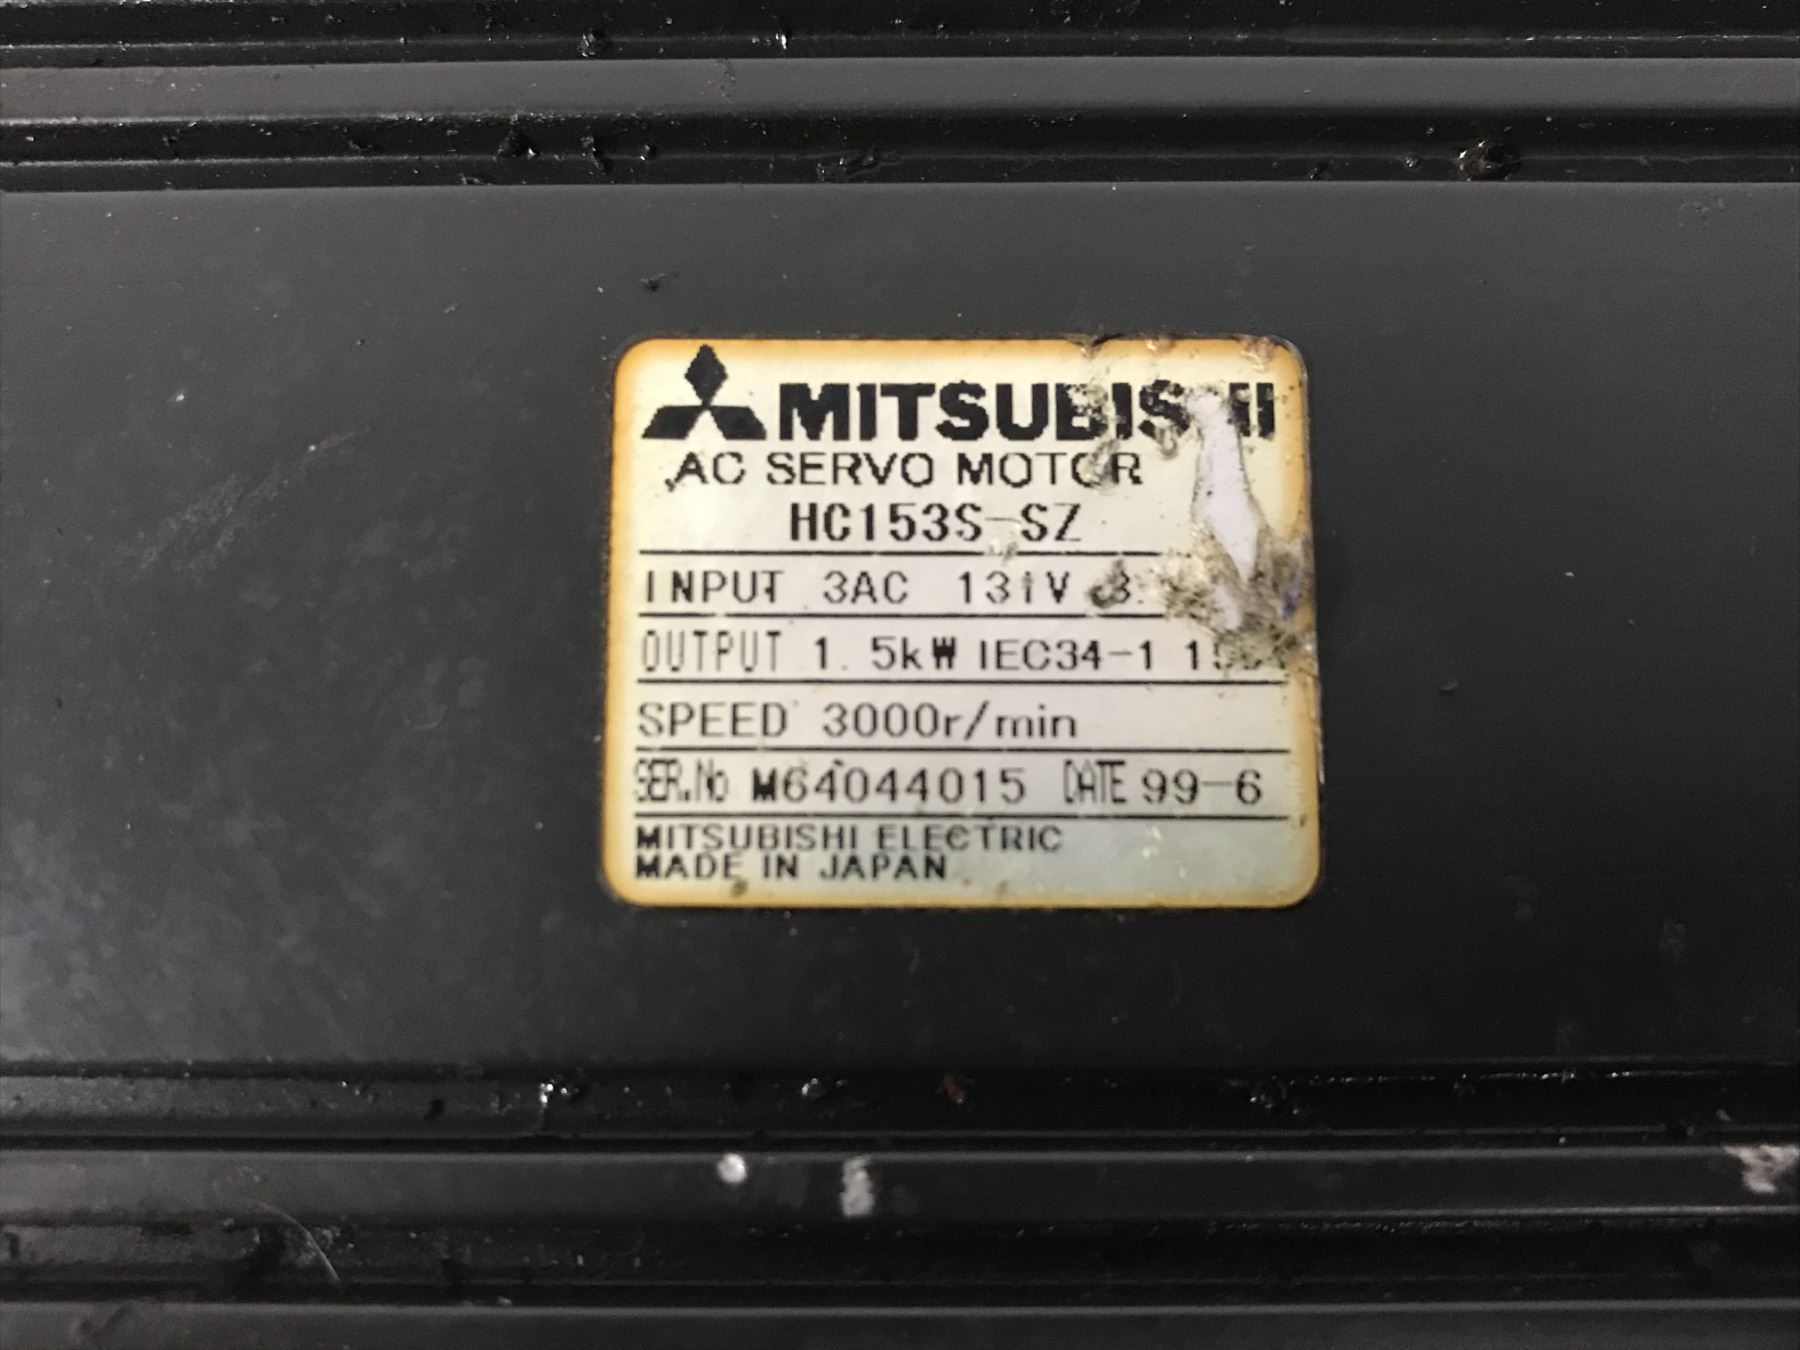 MITSUBISHI
AC SERVO MOTOR
HC153S-SZ
INPUT 3AC 131V
OUTPUT 1.5kW IEC34-1
SPEED 3000r/min
SER.No M64044015 DATE 99-6
MITSUBISHI ELECTRIC
MADE IN JAPAN